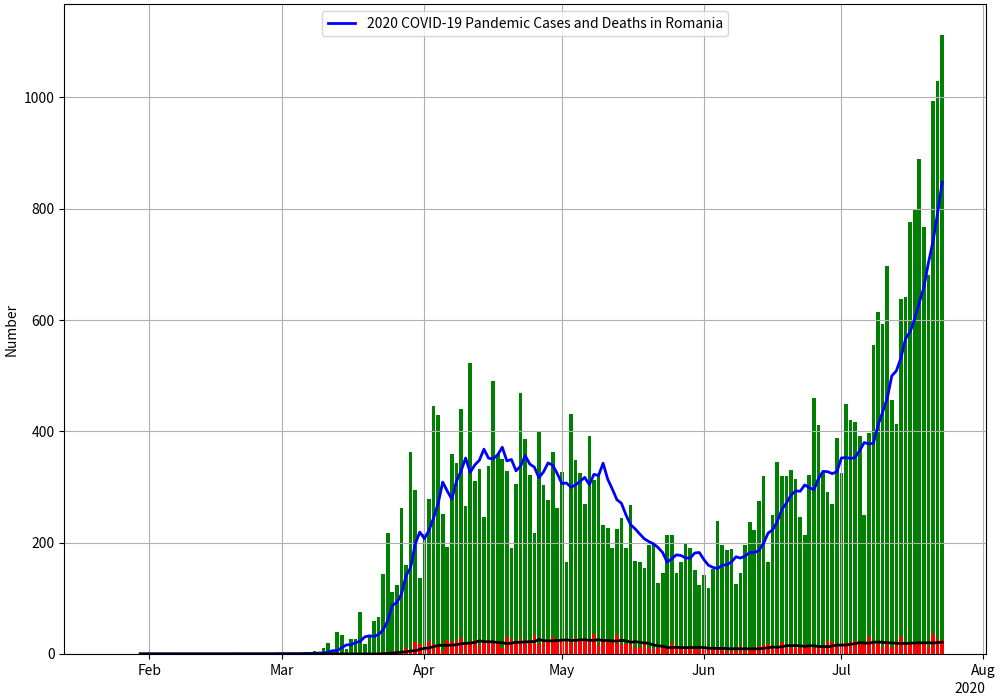 2020 COVID-19 Pandemic Cases and Deaths in Romania
Number
1000
800
600
400
200
0
Feb Mar Apr May Jun Jul Aug
2020